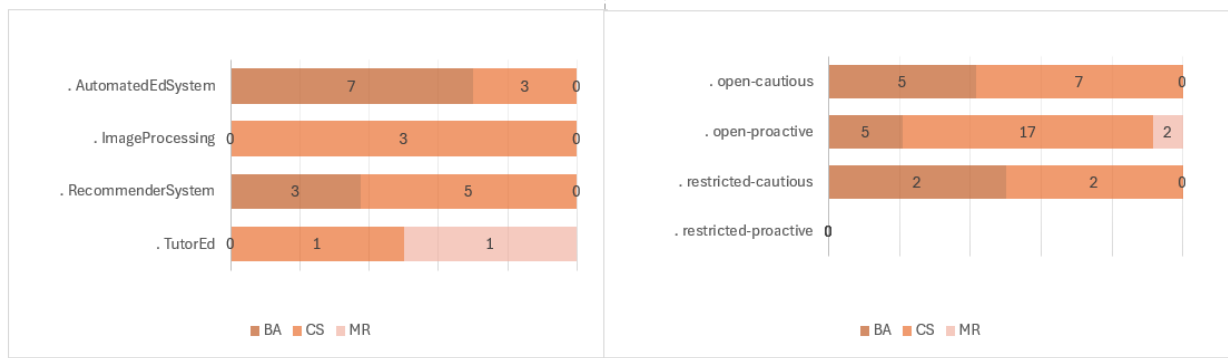 . AutomatedEdSystem 7 3 0
. ImageProcessing 0 3 0
. RecommenderSystem 3 5 0
. TutorEd 0 1 1
BA CS MR
. open-cautious 5 7 0
. open-proactive 5 17 2
. restricted-cautious 2 2 0
. restricted-proactive 0
BA CS MR